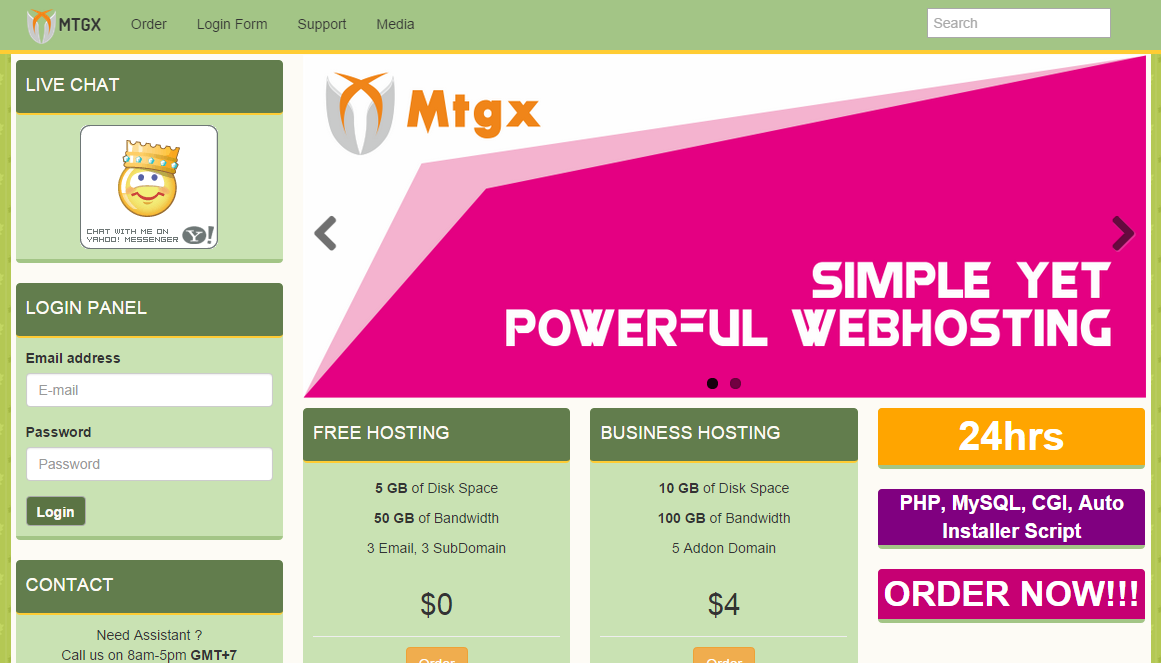 MTGX
Order
Login Form
Support
Media
Search
LIVE CHAT
CHAT WITH ME ON
YAHOO! MESSENGER
Y!
LOGIN PANEL
Email address
E-mail
Password
Password
Login
CONTACT
Need Assistant ?
Call us on 8am-5pm GMT+7
Mtgx
SIMPLE YET
POWERFUL WEBHOSTING
FREE HOSTING
5 GB of Disk Space
50 GB of Bandwidth
3 Email, 3 SubDomain
$0
Order
BUSINESS HOSTING
10 GB of Disk Space
100 GB of Bandwidth
5 Addon Domain
$4
Order
24hrs
PHP, MySQL, CGI, Auto
Installer Script
ORDER NOW!!!